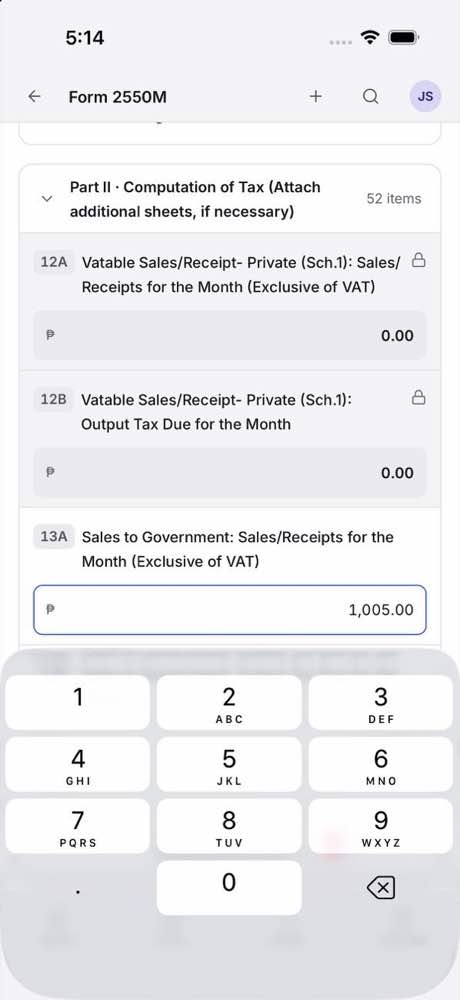 5:14
Form 2550M
JS
Part II · Computation of Tax (Attach
additional sheets, if necessary)
52 items
12A
Vatable Sales/Receipt- Private (Sch.1): Sales/
Receipts for the Month (Exclusive of VAT)
₱
0.00
12B
Vatable Sales/Receipt- Private (Sch.1):
Output Tax Due for the Month
₱
0.00
13A
Sales to Government: Sales/Receipts for the
Month (Exclusive of VAT)
₱
1,005.00
1
2
ABC
3
DEF
4
GHI
5
JKL
6
MNO
7
PQRS
8
TUV
9
WXYZ
.
0